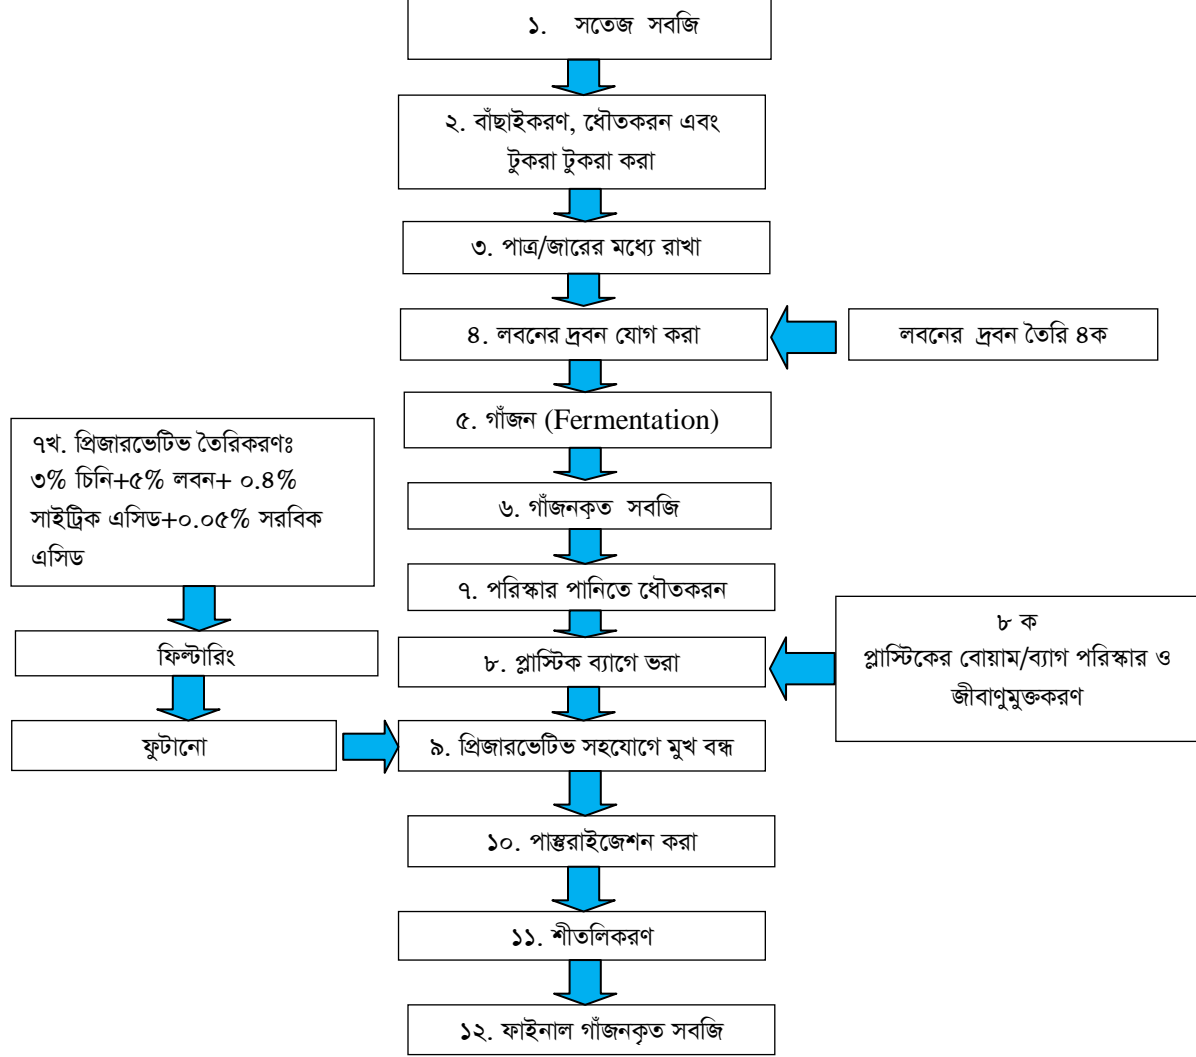 ১. সতেজ সবজি
২. বাঁছাইকরণ, ধৌতকরন এবং
টুকরা টুকরা করা
৩. পাত্র/জারের মধ্যে রাখা
৪. লবনের দ্রবন যোগ করা
লবনের দ্রবন তৈরি ৪ক
৫. গাঁজন (Fermentation)
৭খ. প্রিজারভেটিভ তৈরিকরণঃ
৩% চিনি+৫% লবন+ ০.৪%
সাইট্রিক এসিড+০.০৫% সরবিক
এসিড
৬. গাঁজনকৃত সবজি
৭. পরিস্কার পানিতে ধৌতকরন
ফিল্টারিং
৮. প্লাস্টিক ব্যাগে ভরা
৮ ক
প্লাস্টিকের বোয়াম/ব্যাগ পরিস্কার ও
জীবাণুমুক্তকরণ
ফুটানো
৯. প্রিজারভেটিভ সহযোগে মুখ বন্ধ
১০. পাস্তুরাইজেশন করা
১১. শীতলিকরণ
১২. ফাইনাল গাঁজনকৃত সবজি